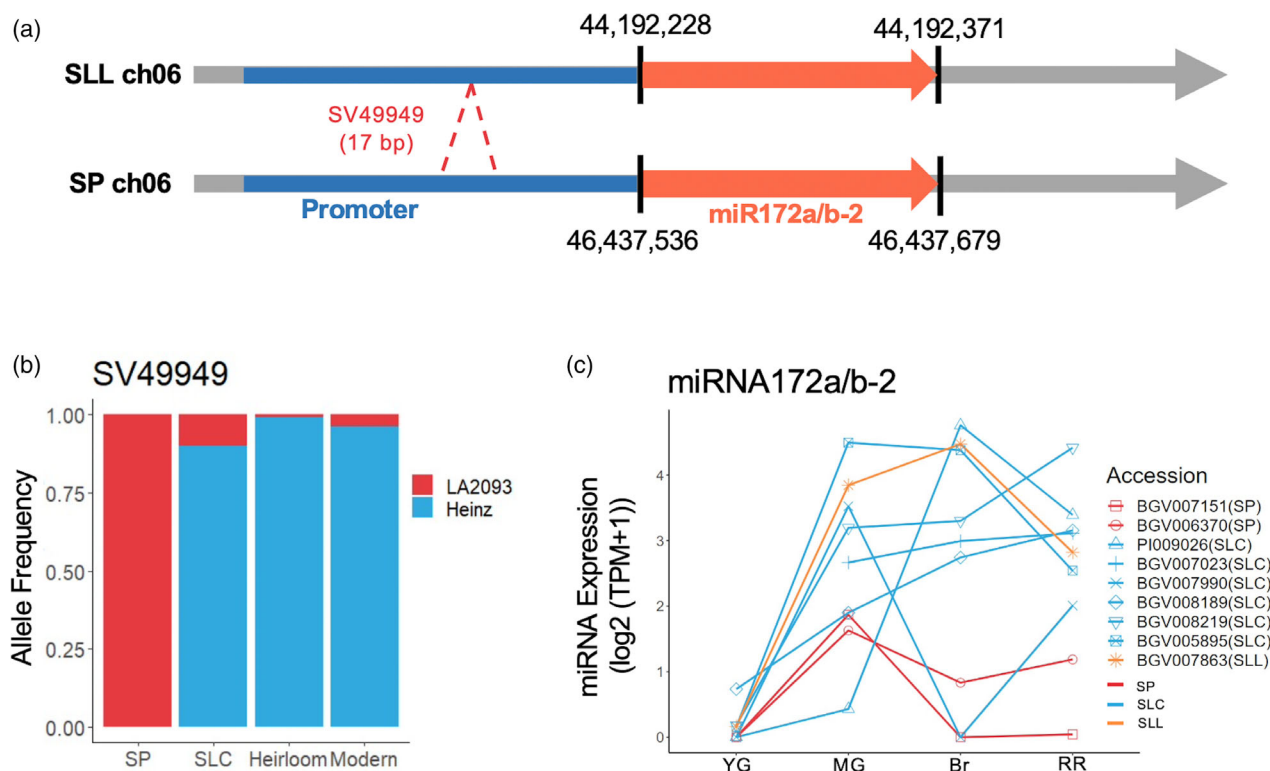 (a)
44,192,228
44,192,371
SLL ch06
SV49949
(17 bp)
SP ch06
Promoter
miR172a/b-2
46,437,536
46,437,679
(b)
SV49949
Allele Frequency
1.00
0.75
0.50
0.25
0.00
SP
SLC
Heirloom
Modern
LA2093
Heinz
(c)
miRNA172a/b-2
miRNA Expression
(log2 (TPM+1))
4
3
2
1
0
YG
MG
Br
RR
Accession
BGV007151(SP)
BGV006370(SP)
PI009026(SLC)
BGV007023(SLC)
BGV007990(SLC)
BGV008189(SLC)
BGV008219(SLC)
BGV005895(SLC)
BGV007863(SLL)
SP
SLC
SLL